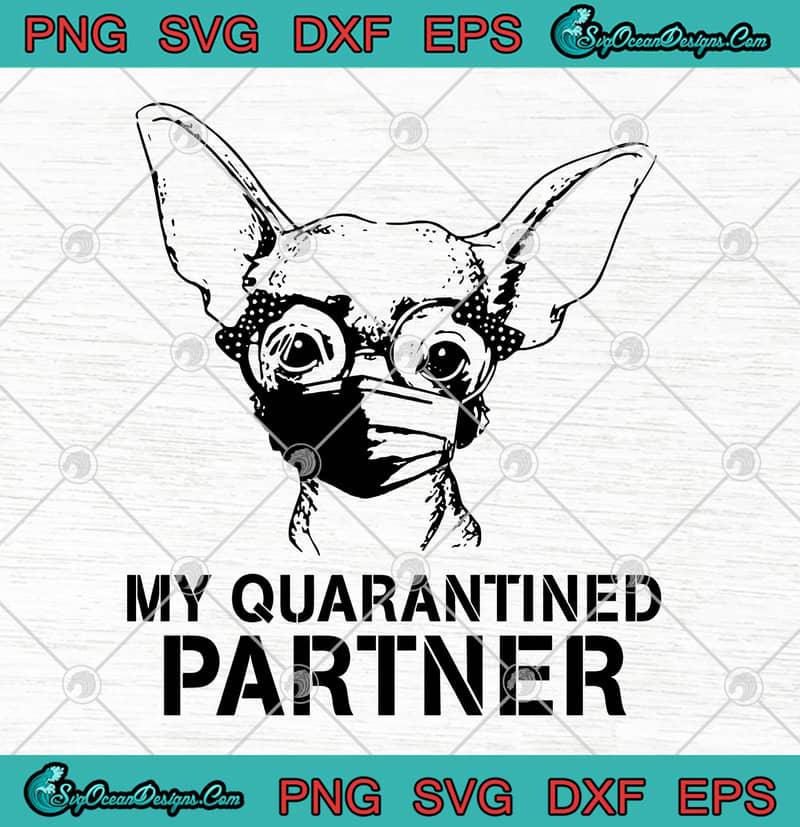 PNG SVG DXF EPS SvgOceanDesigns.Com
MY QUARANTINED
PARTNER
SvgOceanDesigns.Com PNG SVG DXF EPS